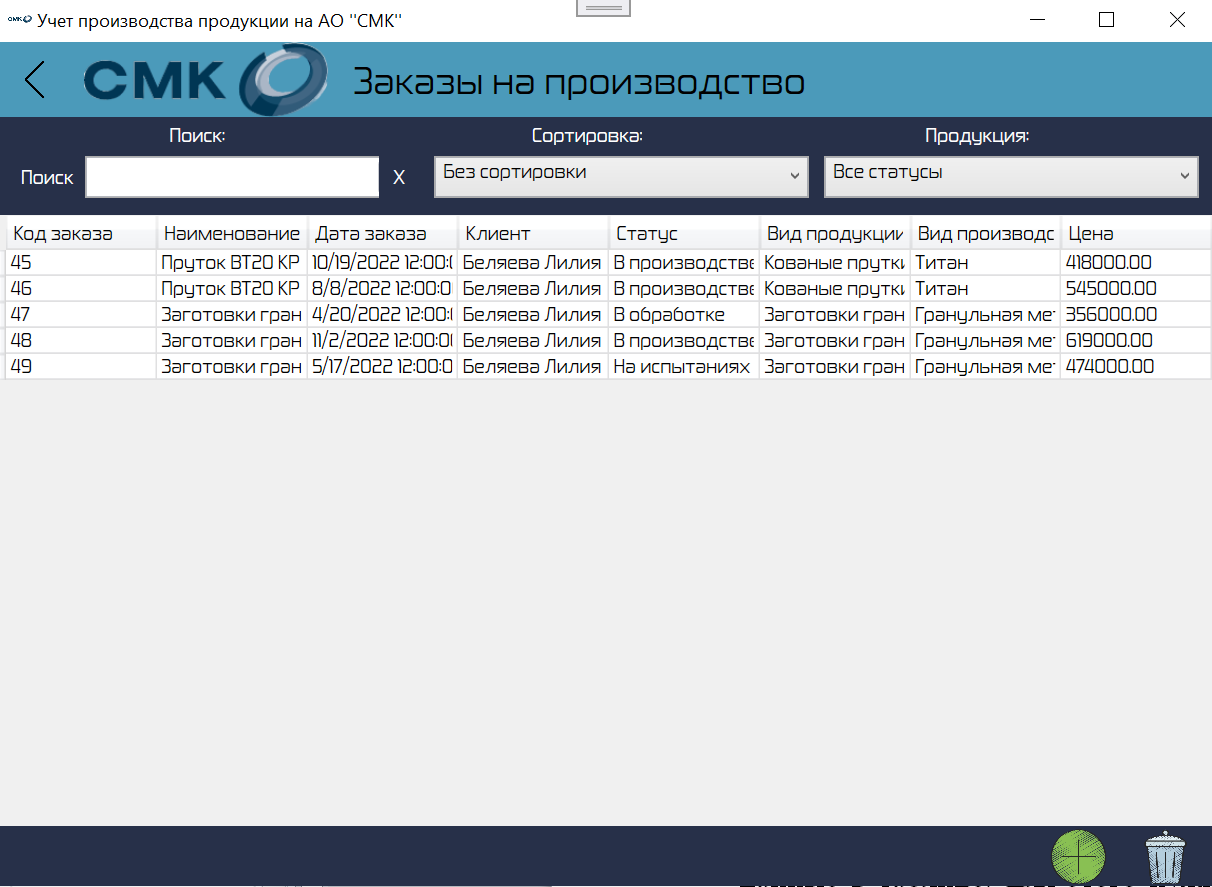 СМК Учет производства продукции на АО "СМК"
СМК Заказы на производство
Поиск: Сортировка: Продукция:
Поиск X Без сортировки Все статусы
Код заказа Наименование Дата заказа Клиент Статус Вид продукции Вид производс Цена
45 Пруток ВТ20 КР 10/19/2022 12:00:0 Беляева Лилия В производстве Кованые прутки Титан 418000.00
46 Пруток ВТ20 КР 8/8/2022 12:00:0 Беляева Лилия В производстве Кованые прутки Титан 545000.00
47 Заготовки гран 4/20/2022 12:00: Беляева Лилия В обработке Заготовки гран Гранульная мет 356000.00
48 Заготовки гран 11/2/2022 12:00:0 Беляева Лилия В производстве Заготовки гран Гранульная мет 619000.00
49 Заготовки гран 5/17/2022 12:00:0 Беляева Лилия На испытаниях Заготовки гран Гранульная мет 474000.00